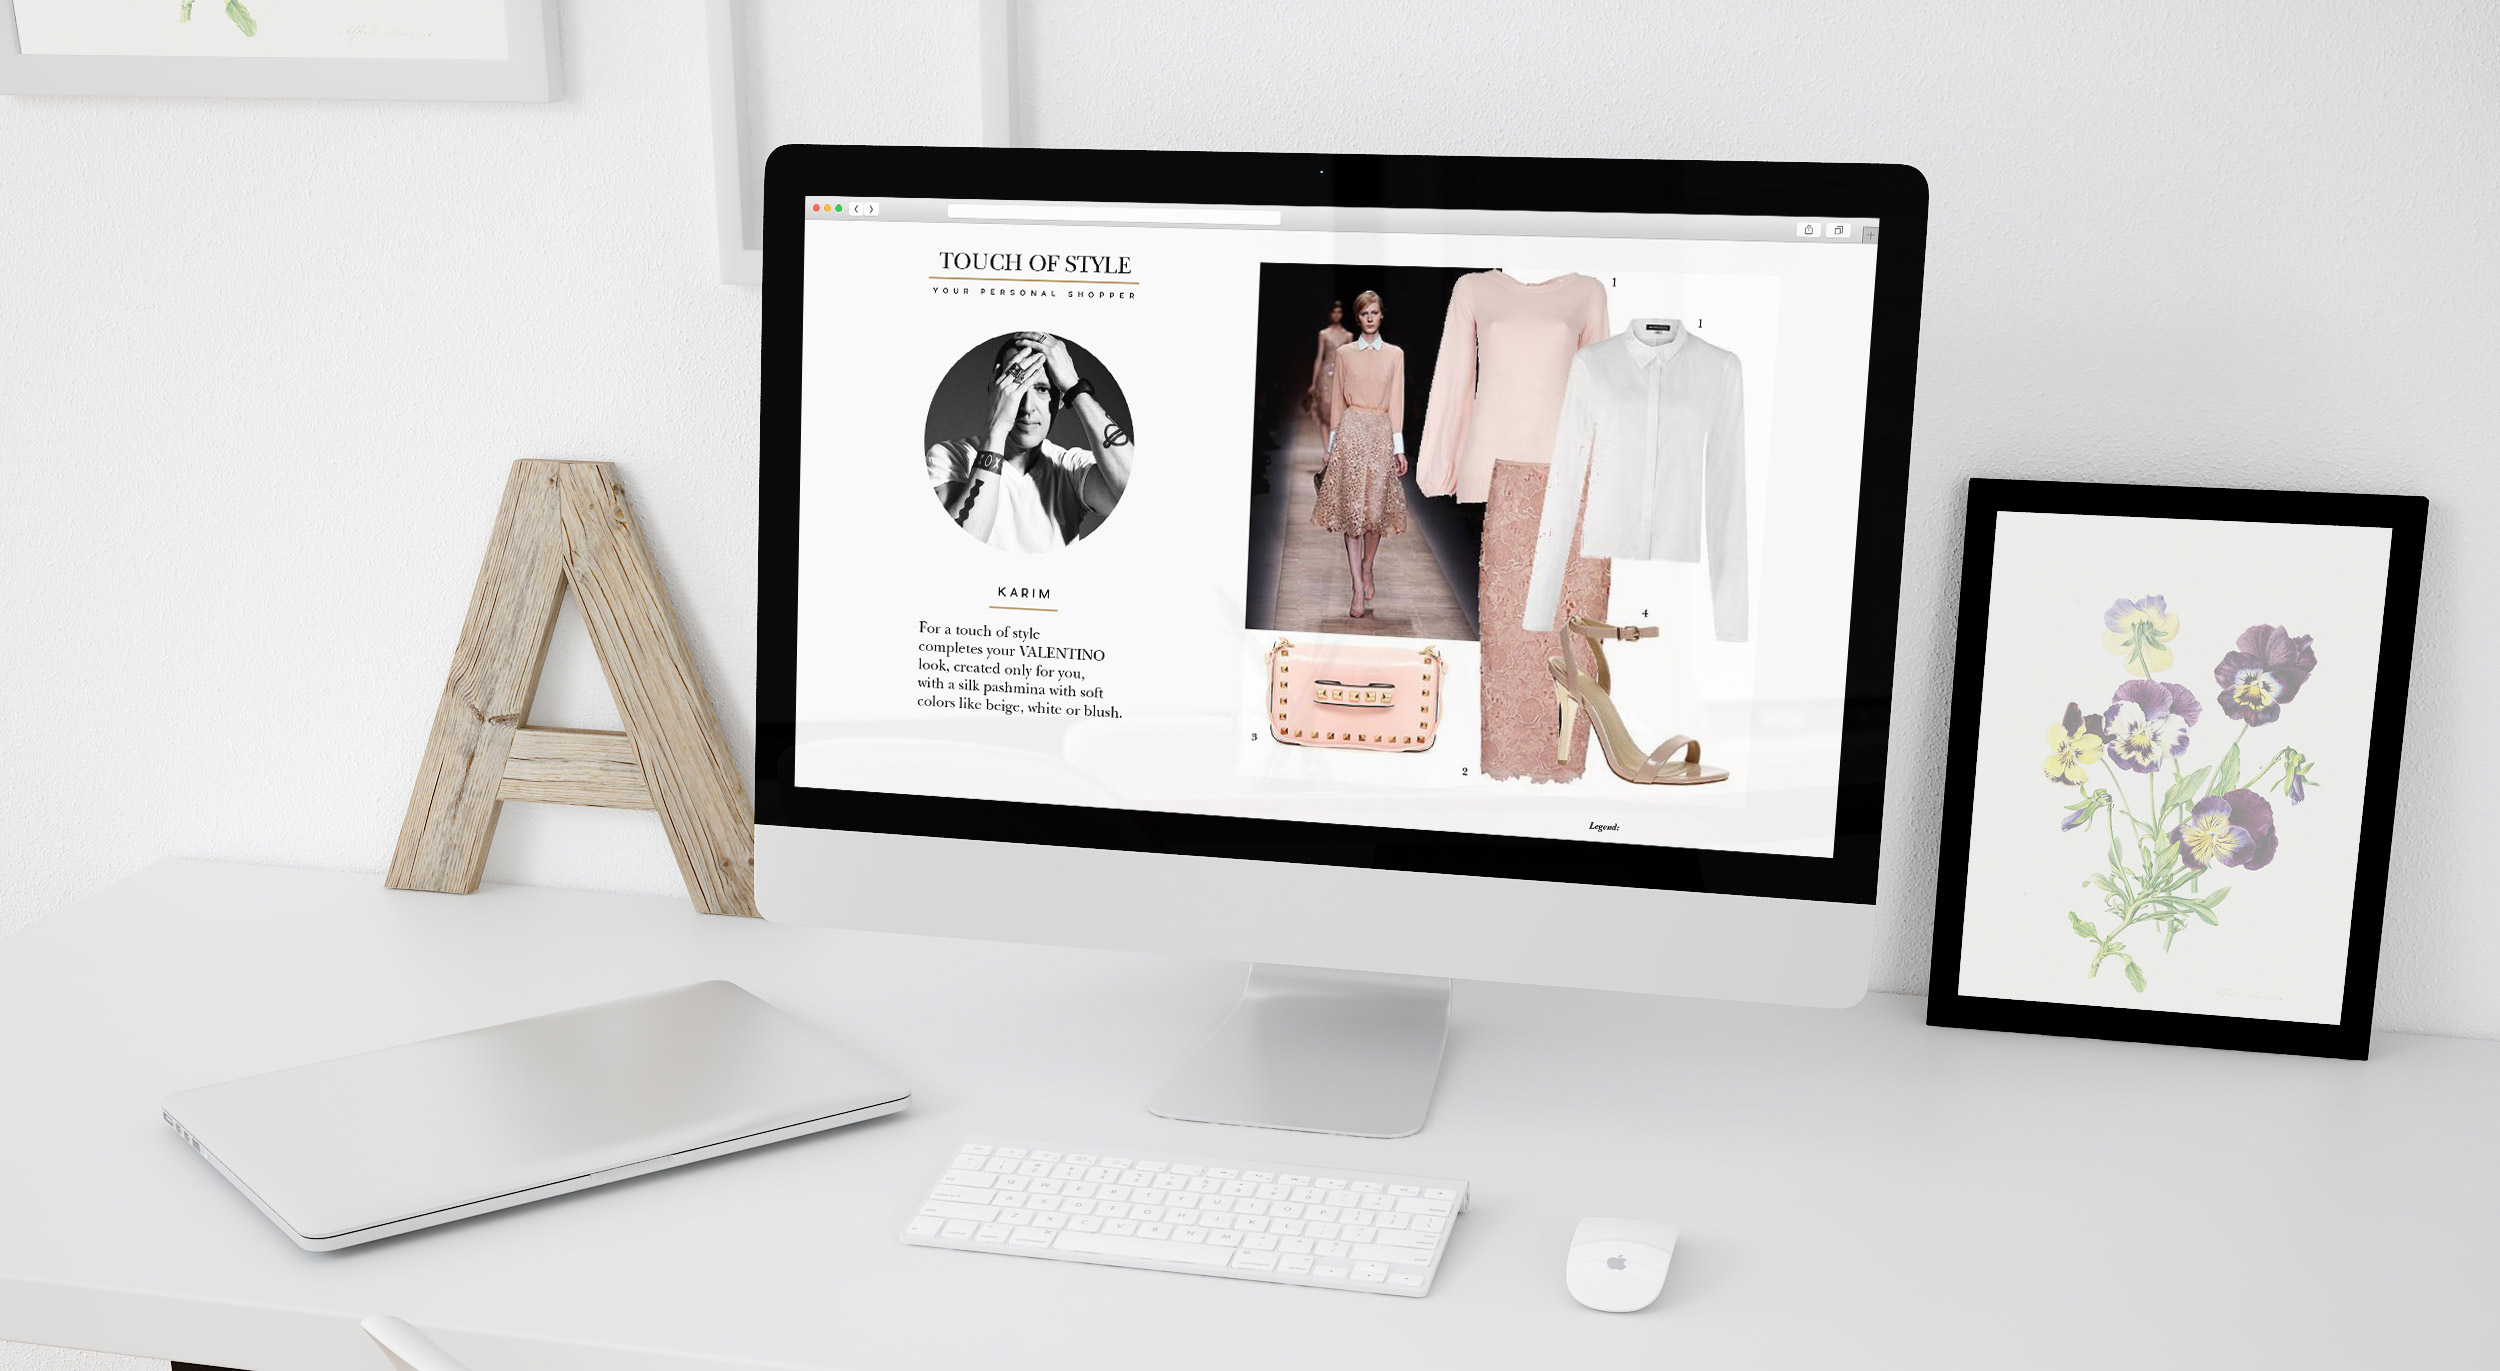 TOUCH OF STYLE
YOUR PERSONAL SHOPPER
KARIM
For a touch of style
completes your VALENTINO
look, created only for you,
with a silk pashmina with soft
colors like beige, white or blush.
1
1
4
3
2
Legend:
XOX